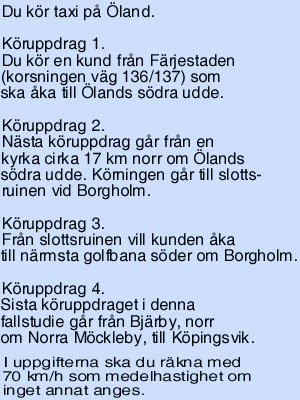 Du kör taxi på Öland.
Köruppdrag 1.
Du kör en kund från Färjestaden
(korsningen väg 136/137) som
ska åka till Ölands södra udde.
Köruppdrag 2.
Nästa köruppdrag går från en
kyrka cirka 17 km norr om Ölands
södra udde. Körningen går till slotts-
ruinen vid Borgholm.
Köruppdrag 3.
Från slottsruinen vill kunden åka
till närmsta golfbana söder om Borgholm.
Köruppdrag 4.
Sista köruppdraget i denna
fallstudie går från Bjärby, norr
om Norra Möckleby, till Köpingsvik.
I uppgifterna ska du räkna med
70 km/h som medelhastighet om
inget annat anges.